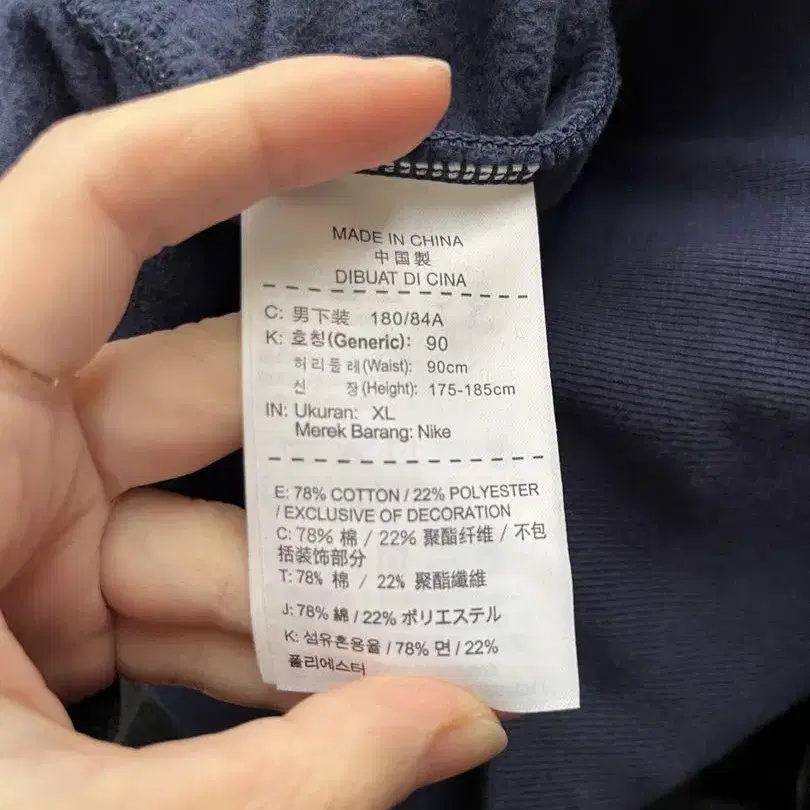 MADE IN CHINA
中国製
DIBUAT DI CINA
C: 男下装 180/84A
K: 호칭(Generic): 90
허리둘레(Waist): 90cm
신 장(Height): 175-185cm
IN: Ukuran: XL
Merek Barang: Nike
E: 78% COTTON / 22% POLYESTER
/ EXCLUSIVE OF DECORATION
C: 78% 棉 / 22% 聚酯纤维 / 不包
括装饰部分
T: 78% 棉 / 22% 聚酯纖維
J: 78% 綿 / 22% ポリエステル
K: 섬유혼용율 / 78% 면 / 22%
폴리에스터